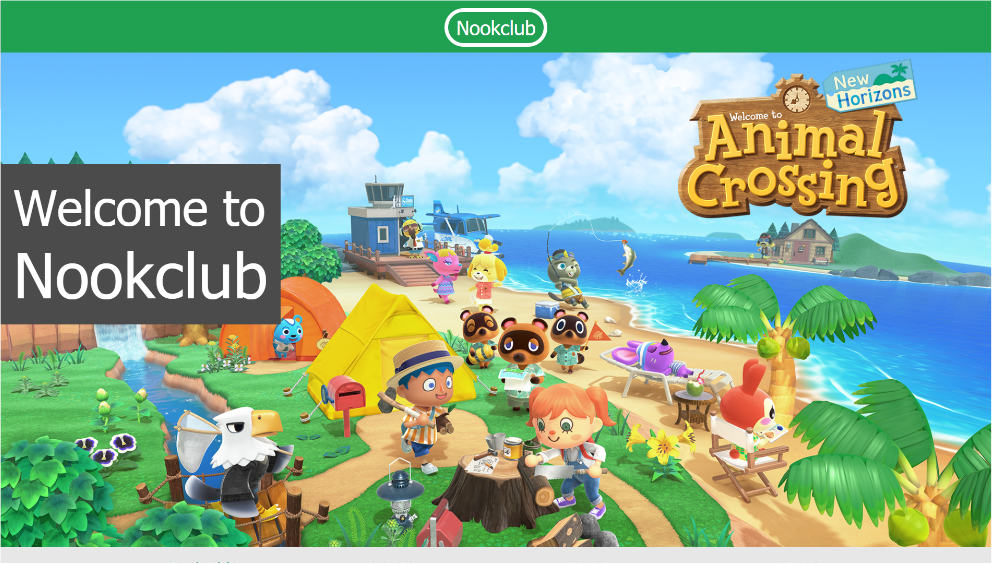 Nookclub
New
Horizons
Welcome to
Animal
Crossing
Welcome to
Nookclub